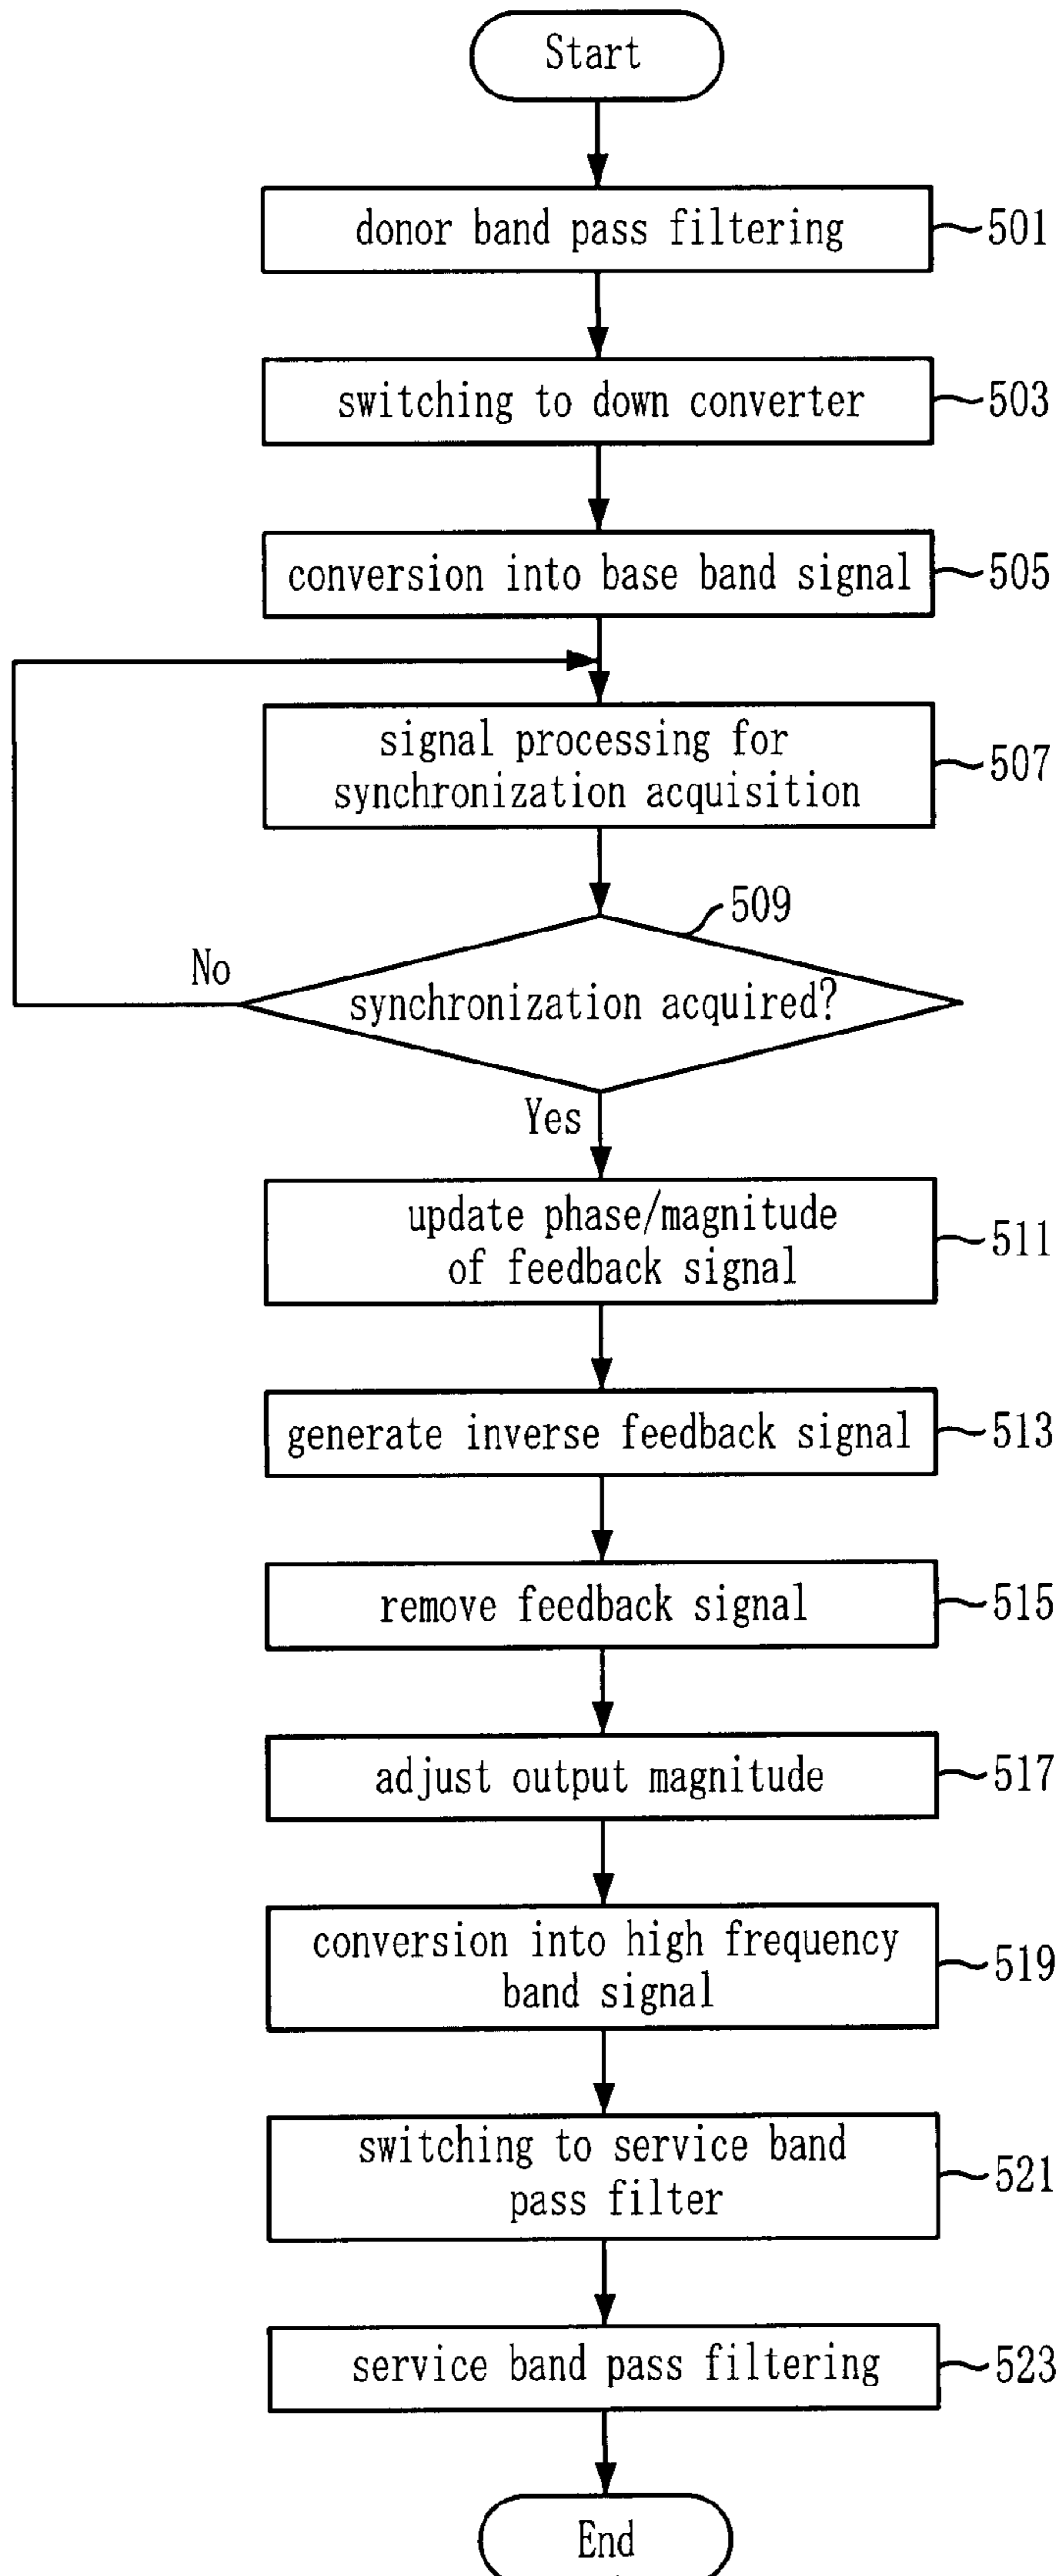 Start
donor band pass filtering
501
switching to down converter
503
conversion into base band signal
505
signal processing for
synchronization acquisition
507
509
No
synchronization acquired?
Yes
update phase/magnitude
of feedback signal
511
generate inverse feedback signal
513
remove feedback signal
515
adjust output magnitude
517
conversion into high frequency
band signal
519
switching to service band
pass filter
521
service band pass filtering
523
End